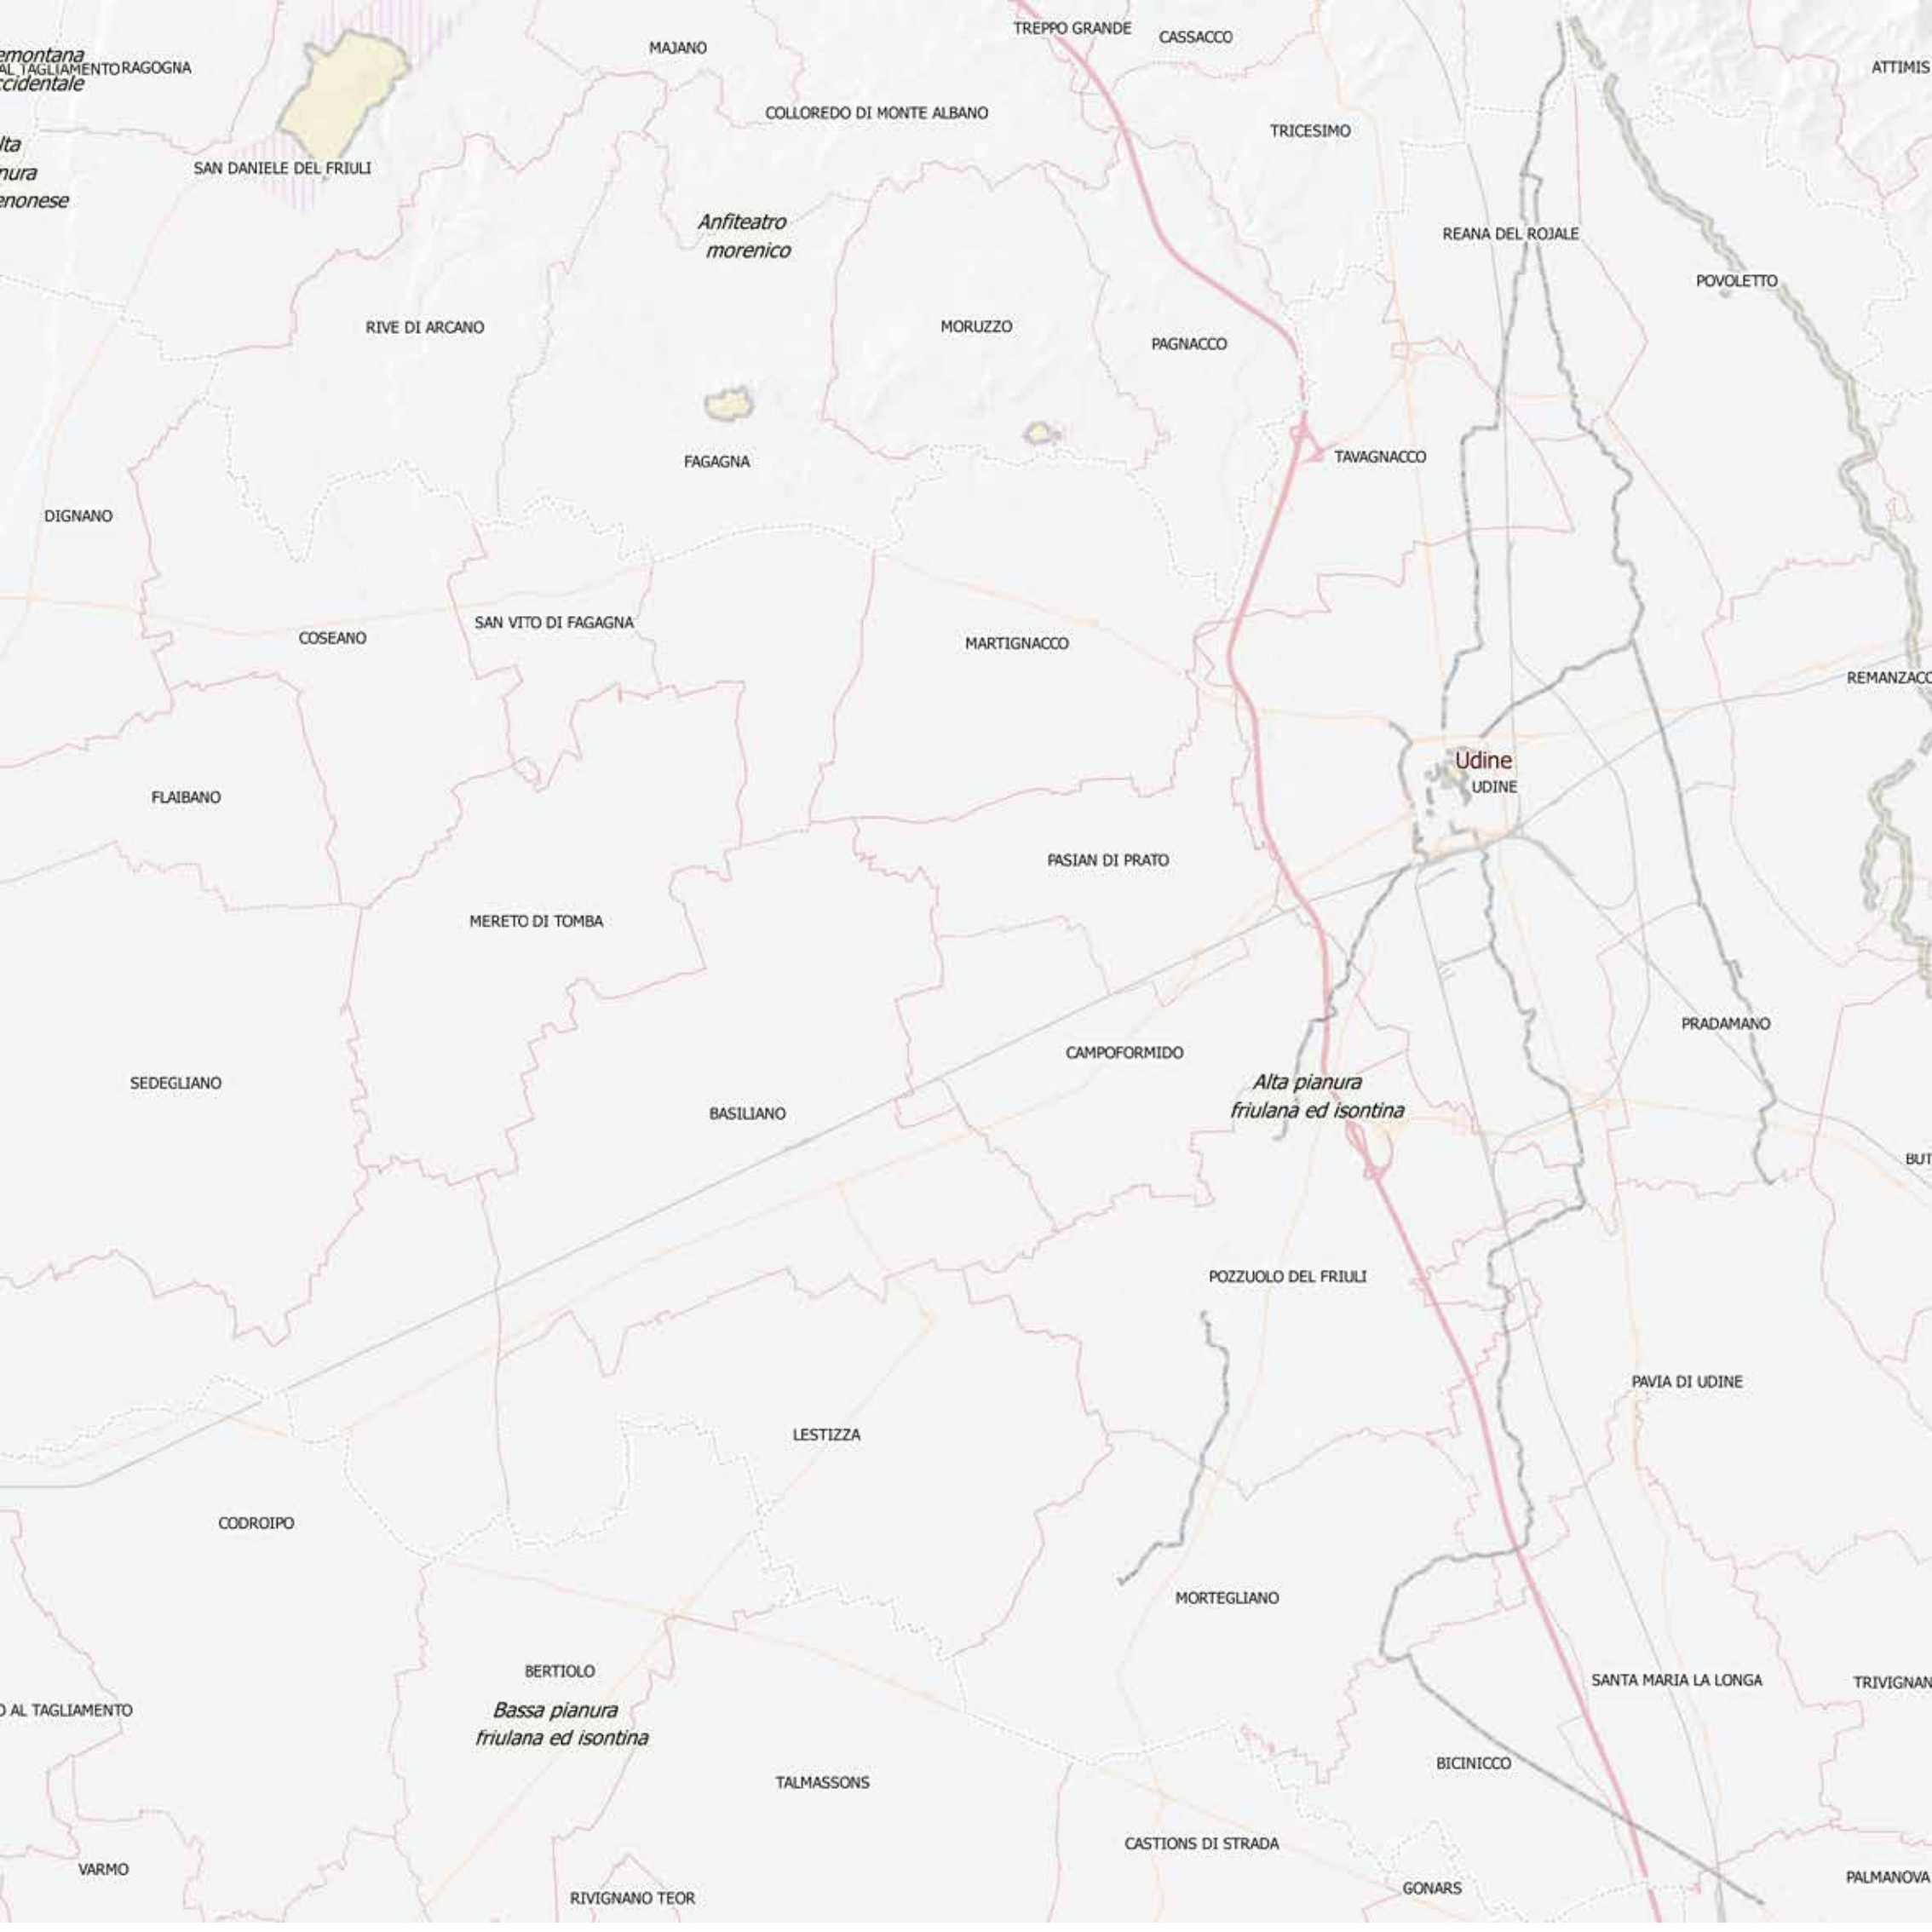 TREPPO GRANDE
CASSACCO
MAJANO
emontana
AL TAGLIAMENTO
RAGOGNA
ccidentale
ATTIMIS
COLLOREDO DI MONTE ALBANO
TRICESIMO
lta
nura
enonese
SAN DANIELE DEL FRIULI
Anfiteatro
morenico
REANA DEL ROJALE
POVOLETTO
RIVE DI ARCANO
MORUZZO
PAGNACCO
FAGAGNA
TAVAGNACCO
DIGNANO
COSEANO
SAN VITO DI FAGAGNA
MARTIGNACCO
REMANZACC
Udine
UDINE
FLAIBANO
PASIAN DI PRATO
MERETO DI TOMBA
PRADAMANO
CAMPOFORMIDO
SEDEGLIANO
Alta pianura
friulana ed isontina
BASILIANO
BUT
POZZUOLO DEL FRIULI
PAVIA DI UDINE
LESTIZZA
CODROIPO
MORTEGLIANO
BERTIOLO
SANTA MARIA LA LONGA
TRIVIGNAN
O AL TAGLIAMENTO
Bassa pianura
friulana ed isontina
BICINICCO
TALMASSONS
CASTIONS DI STRADA
VARMO
PALMANOVA
GONARS
RIVIGNANO TEOR